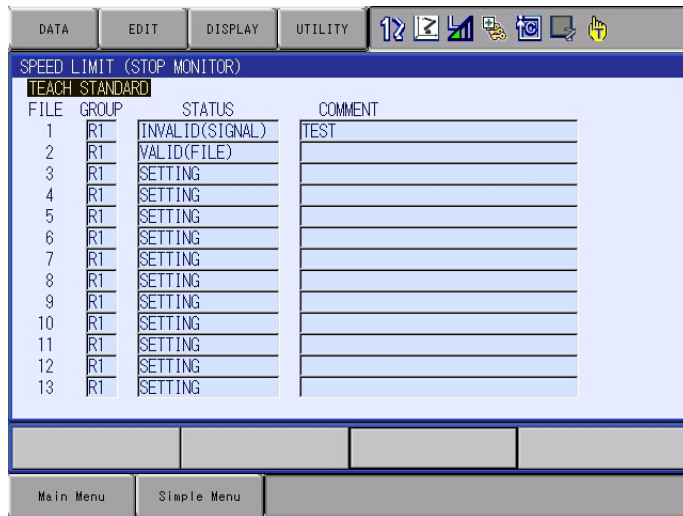 DATA EDIT DISPLAY UTILITY
SPEED LIMIT (STOP MONITOR)
TEACH STANDARD
FILE GROUP STATUS COMMENT
1 R1 INVALID(SIGNAL) TEST
2 R1 VALID(FILE)
3 R1 SETTING
4 R1 SETTING
5 R1 SETTING
6 R1 SETTING
7 R1 SETTING
8 R1 SETTING
9 R1 SETTING
10 R1 SETTING
11 R1 SETTING
12 R1 SETTING
13 R1 SETTING
Main Menu Simple Menu